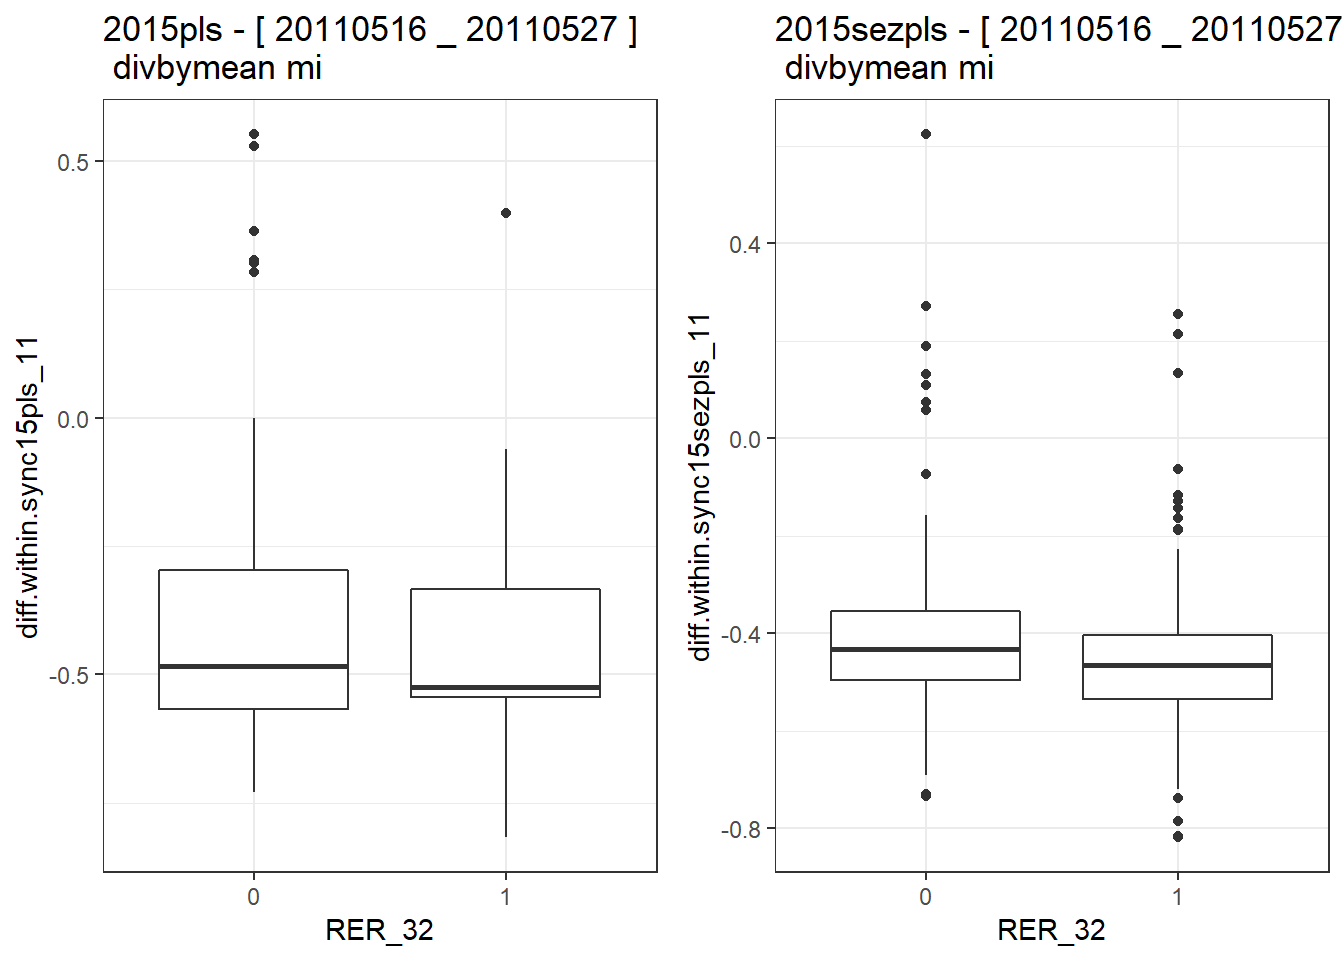 2015pls - [ 20110516 _ 20110527 ]
divbymean mi
0.5
0.0
-0.5
diff.within.sync15pls_11
0
1
RER_32
2015sezpls - [ 20110516 _ 20110527
divbymean mi
0.4
0.0
-0.4
-0.8
diff.within.sync15sezpls_11
0
1
RER_32